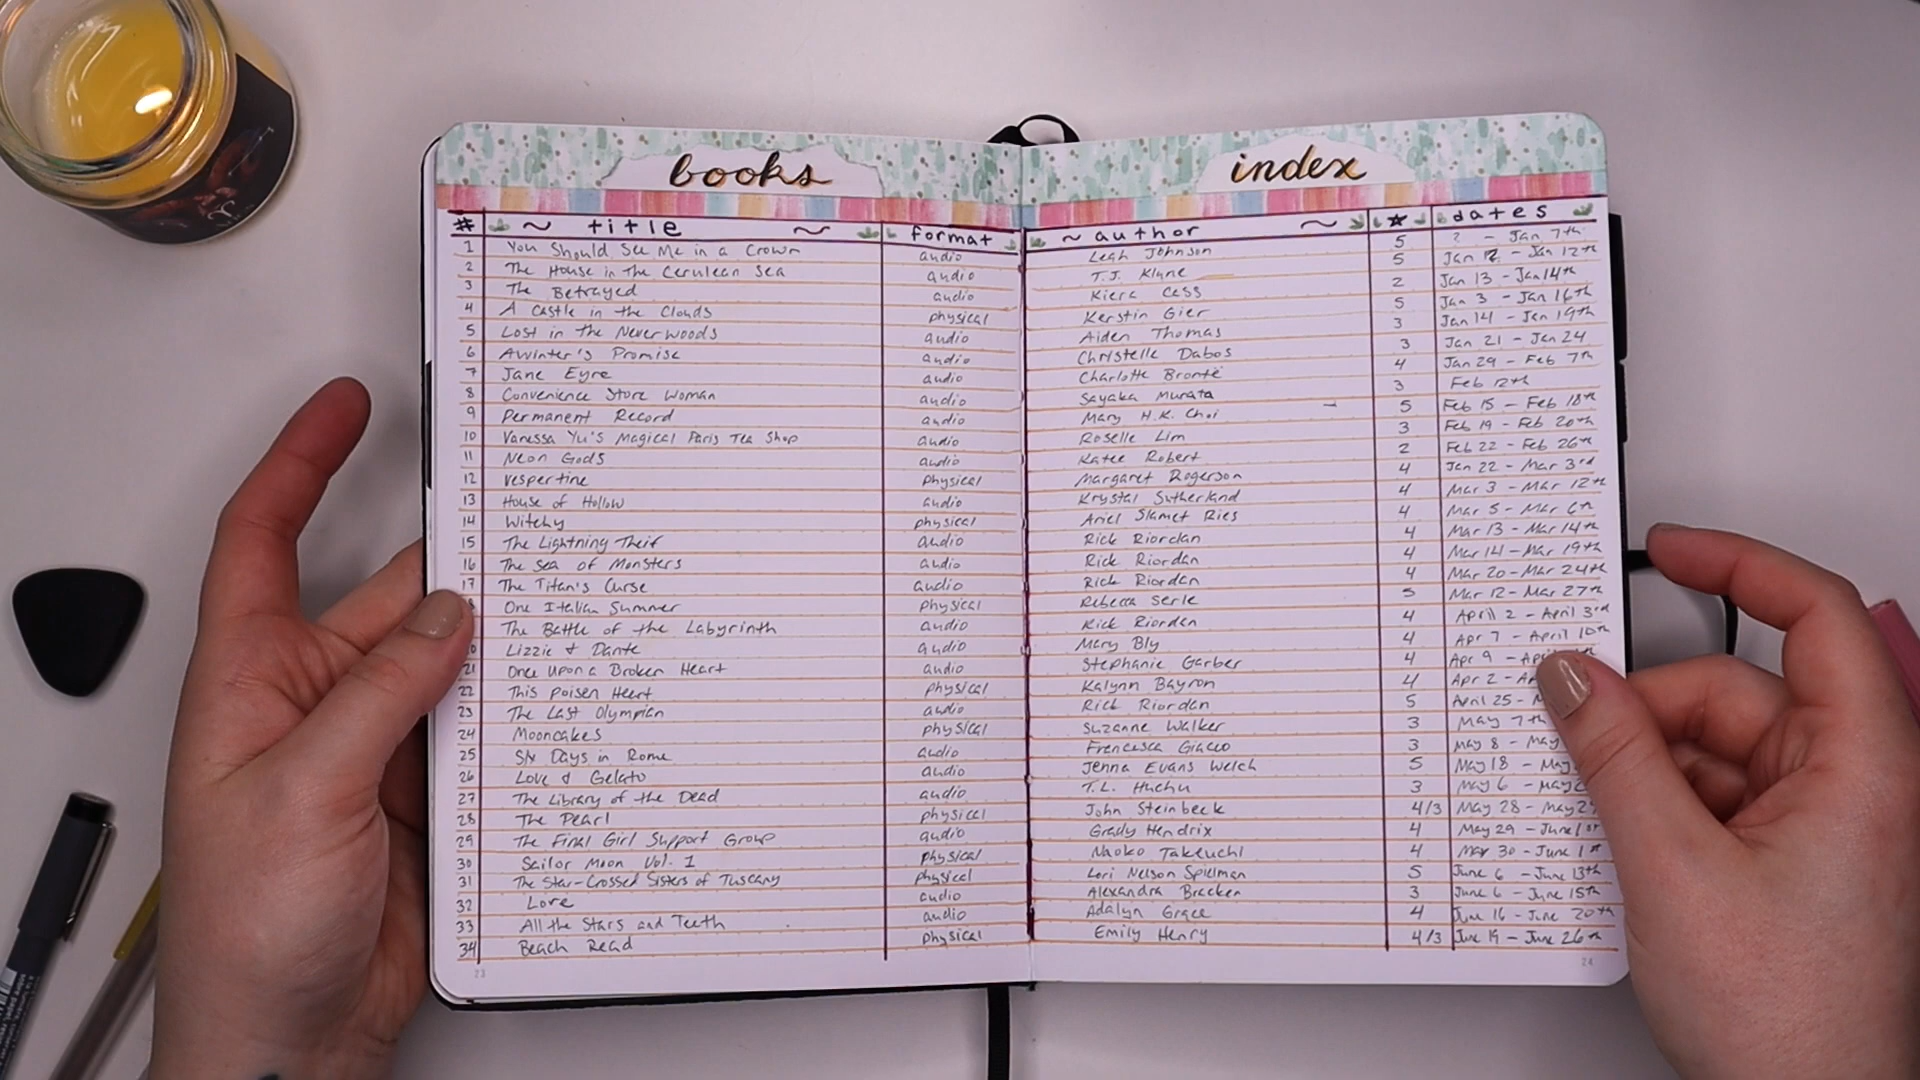 books index
# title format author ★ dates
1 You Should See Me in a Crown audio Leah Johnson 5 ? - Jan 7th
2 The House in the Cerulean Sea audio T.J. Klune 5 Jan 12 - Jan 12th
3 The Betrayed audio Kiera Cass 2 Jan 13 - Jan 14th
4 A Castle in the Clouds physical Kerstin Gier 5 Jan 3 - Jan 16th
5 Lost in the Never woods audio Aiden Thomas 3 Jan 14 - Jan 19th
6 A Winter's Promise audio Christelle Dabos 3 Jan 21 - Jan 24
7 Jane Eyre audio Charlotte Brontë 4 Jan 29 - Feb 7th
8 Convenience Store Woman audio Sayaka Murata 3 Feb 12th
9 Permanent Record audio Mary H.K. Choi 5 Feb 15 - Feb 18th
10 Vanessa Yu's Magical Paris Tea Shop audio Roselle Lim 3 Feb 19 - Feb 20th
11 Neon Gods audio Katee Robert 2 Feb 22 - Feb 26th
12 Vespertine physical Margaret Rogerson 4 Jan 22 - Mar 3rd
13 House of Hollow audio Krystal Sutherland 4 Mar 3 - Mar 12th
14 Witchy physical Ariel Slamet Ries 4 Mar 5 - Mar 6th
15 The Lightning Theif audio Rick Riordan 4 Mar 13 - Mar 14th
16 The Sea of Monsters audio Rick Riordan 4 Mar 14 - Mar 19th
17 The Titan's Curse audio Rick Riordan 4 Mar 20 - Mar 24th
8 One Italian Summer physical Rebecca Serle 5 Mar 12 - Mar 27th
The Battle of the Labyrinth audio Rick Riordan 4 April 2 - April 3rd
0 Lizzie & Dante audio Mary Bly 4 Apr 7 - April 10th
21 Once Upon a Broken Heart audio Stephanie Garber 4 Apr 9 -
22 This Poisen Heart physical Kalynn Bayron 4 Apr 2 -
23 The Last Olympian audio Rick Riordan 5 April 25 -
24 Mooncakes physical Suzanne Walker 3 May 7th
25 Six Days in Rome audio Francesca Giacco 3 May 8 - May
26 Love & Gelato audio Jenna Evans Welch 5 May 18 - May
27 The Library of the Dead audio T.L. Huchu 3 May 6 - May
28 The Pearl physical John Steinbeck 4/3 May 28 - May
29 The Final Girl Support Group audio Grady Hendrix 4 May 29 - June 1st
30 Sailor Moon Vol. 1 physical Naoko Takeuchi 4 Mar 30 - June 1st
31 The Star-Crossed Sisters of Tuscany physical Lori Nelson Spielman 5 June 6 - June 13th
32 Lore audio Alexandra Bracken 3 June 6 - June 15th
33 All the Stars and Teeth audio Adalyn Grace 4 June 16 - June 20th
34 Beach Read physical Emily Henry 4/3 June 19 - June 26th
23 24